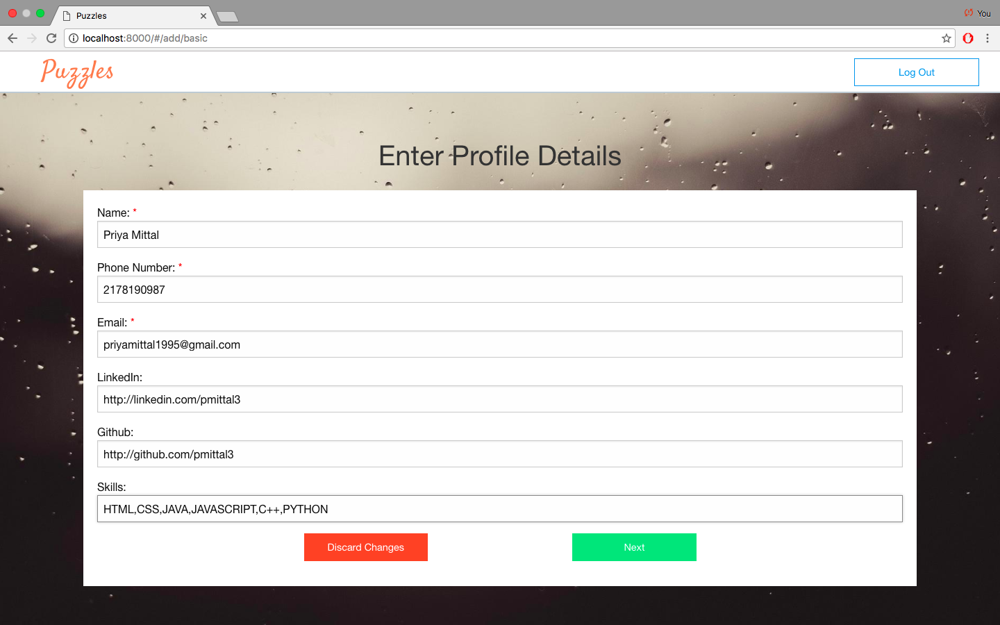 Puzzles
You
localhost:8000/#/add/basic
Puzzles
Log Out
Enter Profile Details
Name: *
Priya Mittal
Phone Number: *
2178190987
Email: *
priyamittal1995@gmail.com
LinkedIn:
http://linkedin.com/pmittal3
Github:
http://github.com/pmittal3
Skills:
HTML,CSS,JAVA,JAVASCRIPT,C++,PYTHON
Discard Changes
Next